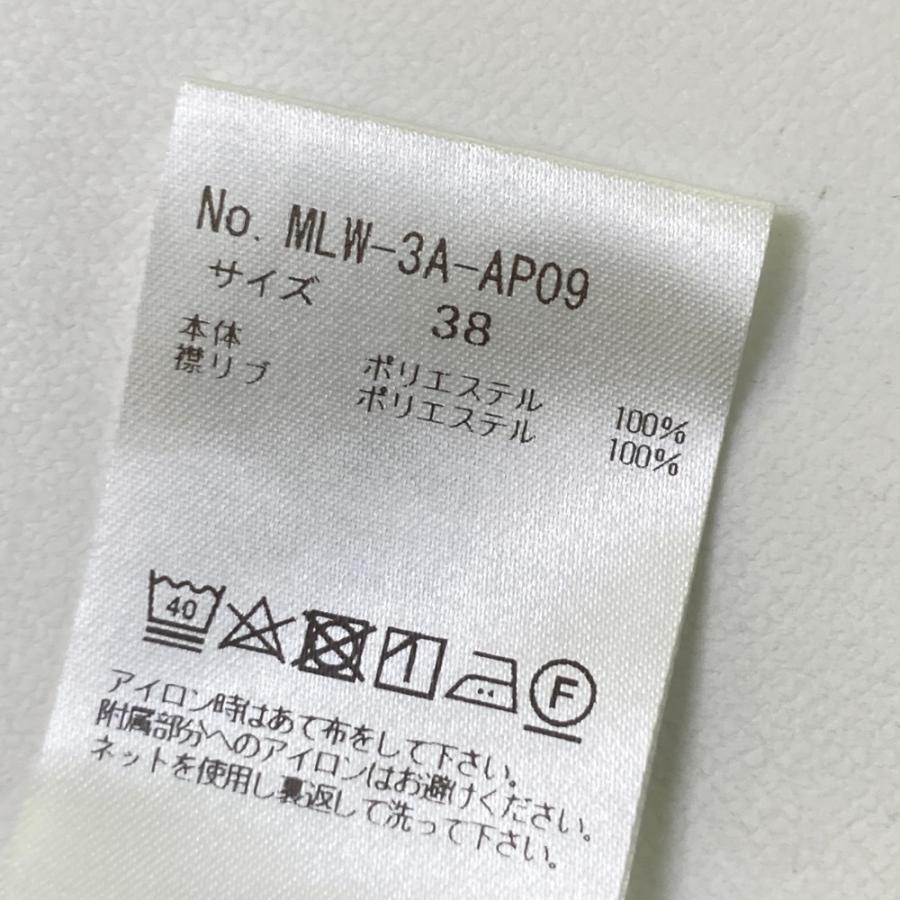 No. MLW-3A-AP09
サイズ 38
本体 ポリエステル 100%
襟リブ ポリエステル 100%
40 F
アイロン時はあて布をして下さい。
附属部分へのアイロンはお避けください。
ネットを使用し裏返して洗って下さい。